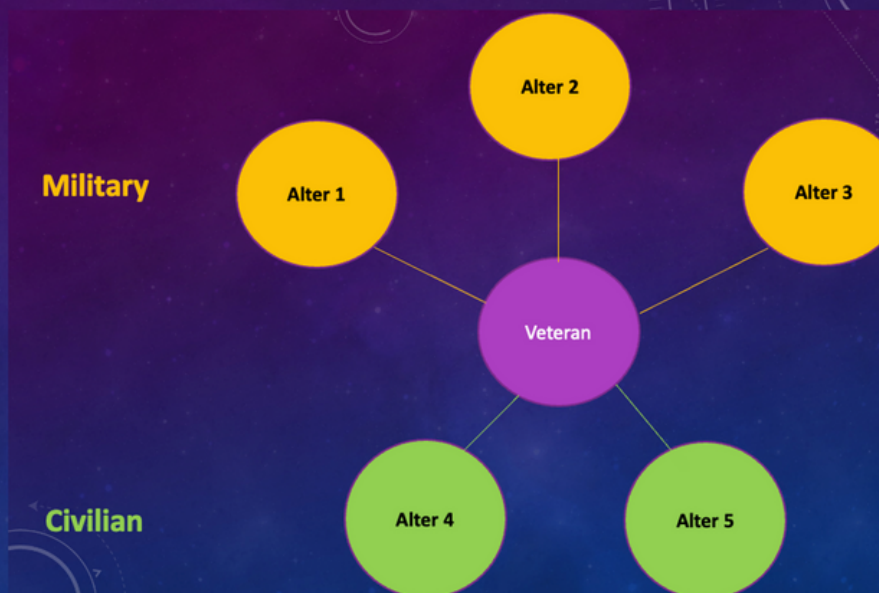 Alter 2
Military
Alter 1
Alter 3
Veteran
Civilian
Alter 4
Alter 5